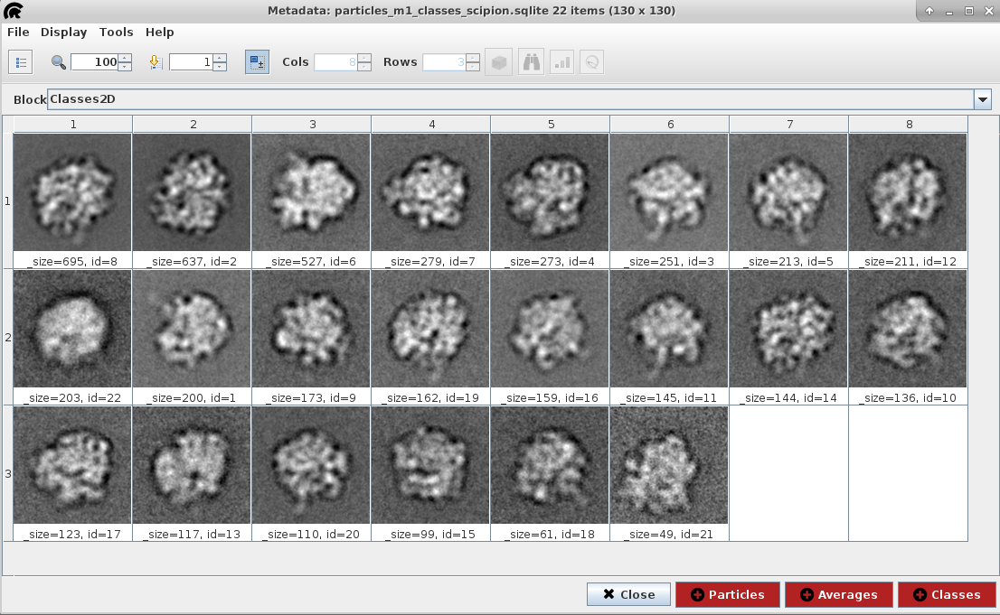 Metadata: particles_m1_classes_scipion.sqlite 22 items (130 x 130)
File Display Tools Help
100 1 Cols 8 Rows 3
Block Classes2D
1 2 3 4 5 6 7 8
1
_size=695, id=8 _size=637, id=2 _size=527, id=6 _size=279, id=7 _size=273, id=4 _size=251, id=3 _size=213, id=5 _size=211, id=12
2
_size=203, id=22 _size=200, id=1 _size=173, id=9 _size=162, id=19 _size=159, id=16 _size=145, id=11 _size=144, id=14 _size=136, id=10
3
_size=123, id=17 _size=117, id=13 _size=110, id=20 _size=99, id=15 _size=61, id=18 _size=49, id=21
Close Particles Averages Classes